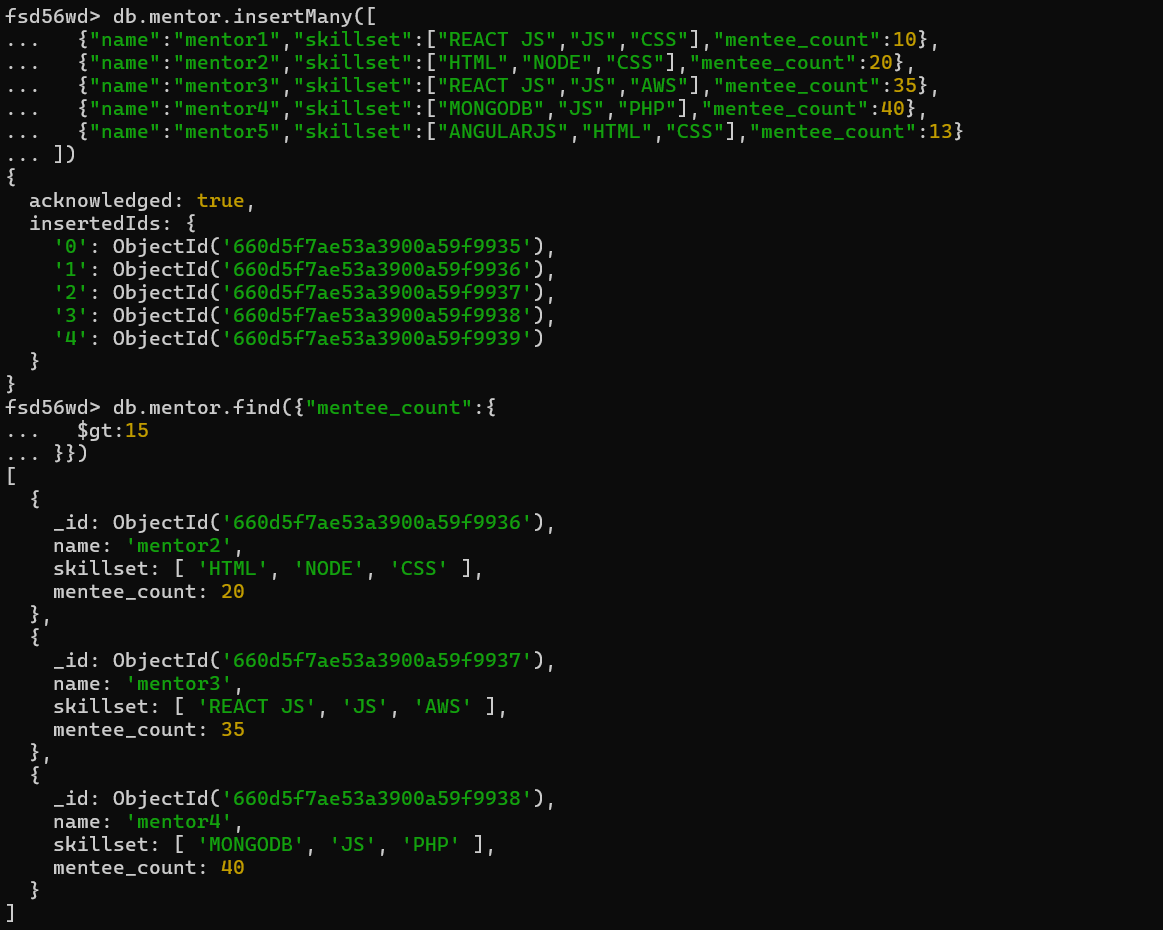 fsd56wd> db.mentor.insertMany([
...   {"name":"mentor1","skillset":["REACT JS","JS","CSS"],"mentee_count":10},
...   {"name":"mentor2","skillset":["HTML","NODE","CSS"],"mentee_count":20},
...   {"name":"mentor3","skillset":["REACT JS","JS","AWS"],"mentee_count":35},
...   {"name":"mentor4","skillset":["MONGODB","JS","PHP"],"mentee_count":40},
...   {"name":"mentor5","skillset":["ANGULARJS","HTML","CSS"],"mentee_count":13}
... ])
{
  acknowledged: true,
  insertedIds: {
    '0': ObjectId('660d5f7ae53a3900a59f9935'),
    '1': ObjectId('660d5f7ae53a3900a59f9936'),
    '2': ObjectId('660d5f7ae53a3900a59f9937'),
    '3': ObjectId('660d5f7ae53a3900a59f9938'),
    '4': ObjectId('660d5f7ae53a3900a59f9939')
  }
}
fsd56wd> db.mentor.find({"mentee_count":{
...   $gt:15
... }})
[
  {
    _id: ObjectId('660d5f7ae53a3900a59f9936'),
    name: 'mentor2',
    skillset: [ 'HTML', 'NODE', 'CSS' ],
    mentee_count: 20
  },
  {
    _id: ObjectId('660d5f7ae53a3900a59f9937'),
    name: 'mentor3',
    skillset: [ 'REACT JS', 'JS', 'AWS' ],
    mentee_count: 35
  },
  {
    _id: ObjectId('660d5f7ae53a3900a59f9938'),
    name: 'mentor4',
    skillset: [ 'MONGODB', 'JS', 'PHP' ],
    mentee_count: 40
  }
]